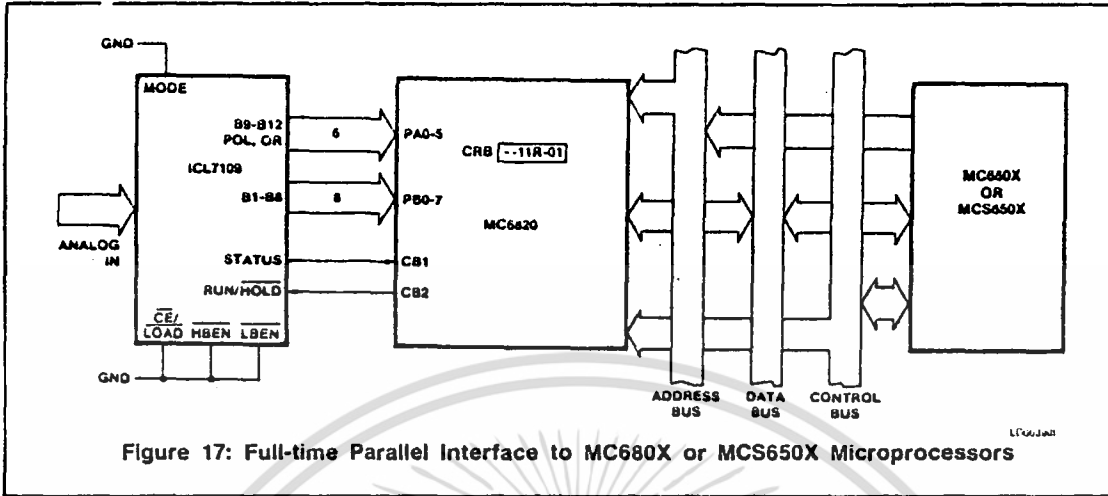 GND
MODE
B9-B12
POL, OR
6
PA0-5
ICL7109
B1-B8
8
PB0-7
CRB --11R-01
MC6820
ANALOG
IN
STATUS
CB1
RUN/HOLD
CB2
CE/
LOAD HBEN LBEN
GND
MC680X
OR
MCS650X
ADDRESS
BUS
DATA
BUS
CONTROL
BUS
Figure 17: Full-time Parallel Interface to MC680X or MCS650X Microprocessors